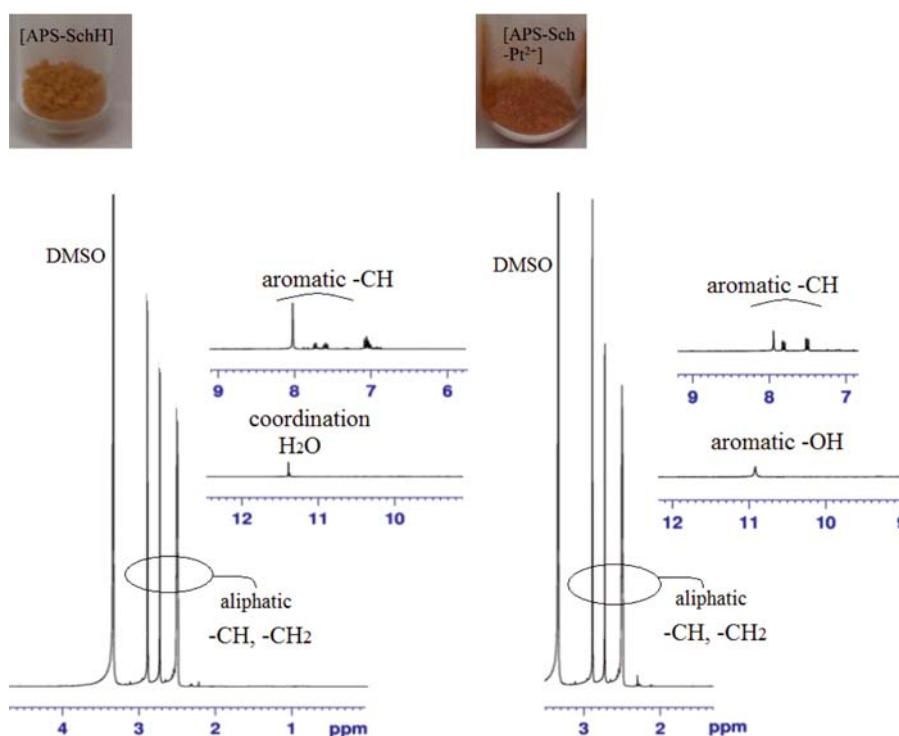 [APS-SchH]
[APS-Sch
-Pt²⁺]
DMSO
aromatic -CH
9 8 7 6
coordination
H₂O
12 11 10
aliphatic
-CH, -CH₂
4 3 2 1 ppm
DMSO
aromatic -CH
9 8 7
aromatic -OH
12 11 10 9
aliphatic
-CH, -CH₂
3 2 ppm